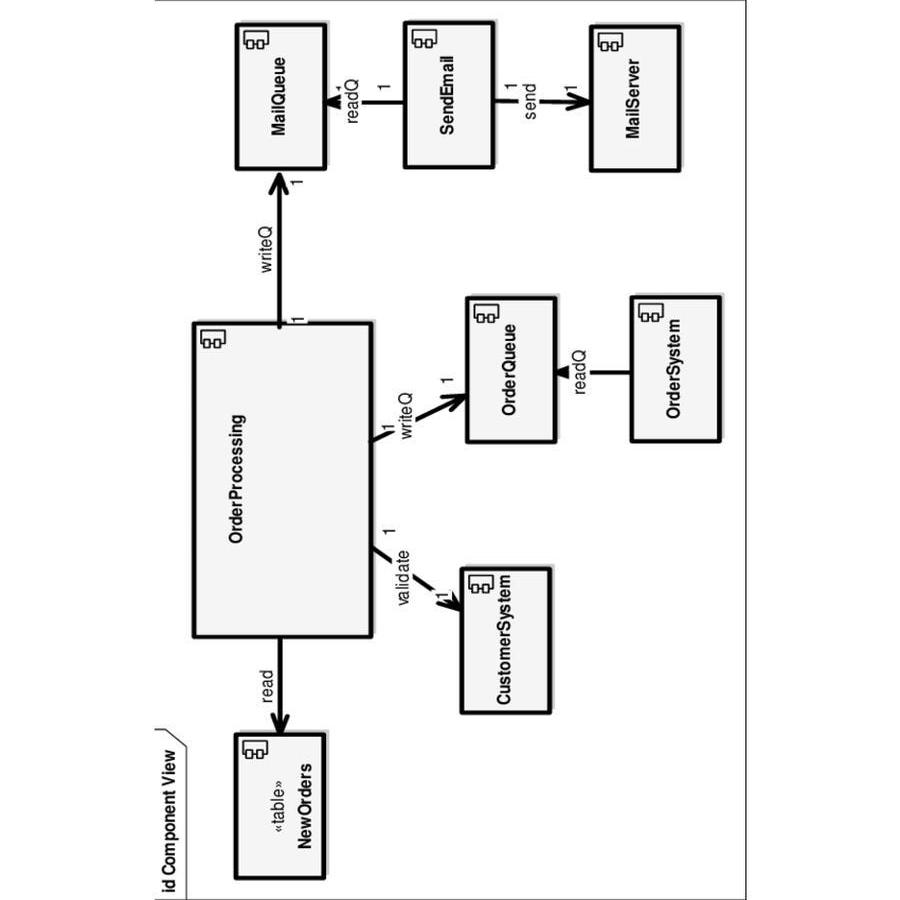 id Component View
«table»
NewOrders
read
OrderProcessing
1
writeQ
1
MailQueue
1
validate
1
CustomerSystem
1
writeQ
1
OrderQueue
readQ
OrderSystem
readQ
1
SendEmail
1
send
1
MailServer